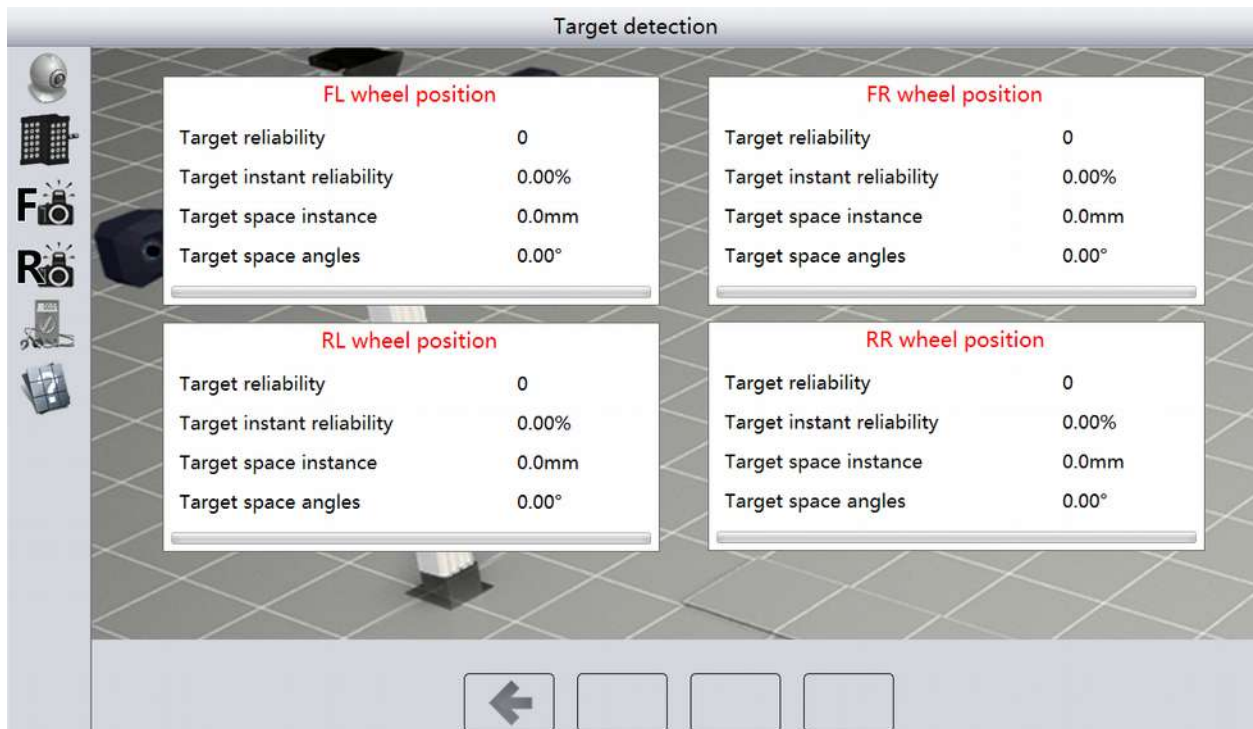 Target detection
FL wheel position
Target reliability 0
Target instant reliability 0.00%
Target space instance 0.0mm
Target space angles 0.00°
FR wheel position
Target reliability 0
Target instant reliability 0.00%
Target space instance 0.0mm
Target space angles 0.00°
F
R
RL wheel position
Target reliability 0
Target instant reliability 0.00%
Target space instance 0.0mm
Target space angles 0.00°
RR wheel position
Target reliability 0
Target instant reliability 0.00%
Target space instance 0.0mm
Target space angles 0.00°
?